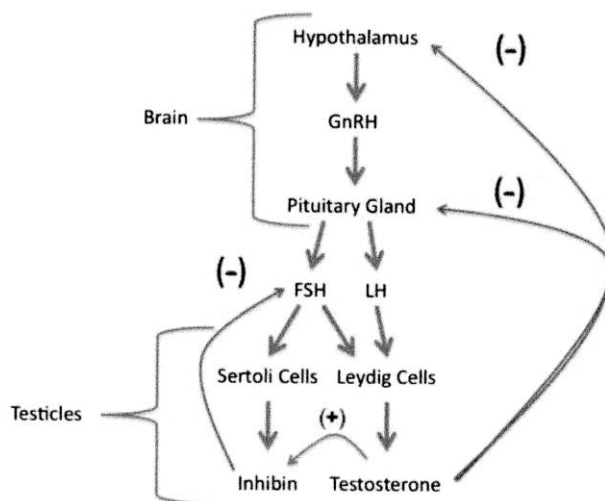 Hypothalamus
(-)
Brain
GnRH
Pituitary Gland
(-)
(-)
FSH LH
Sertoli Cells Leydig Cells
Testicles
(+)
Inhibin Testosterone